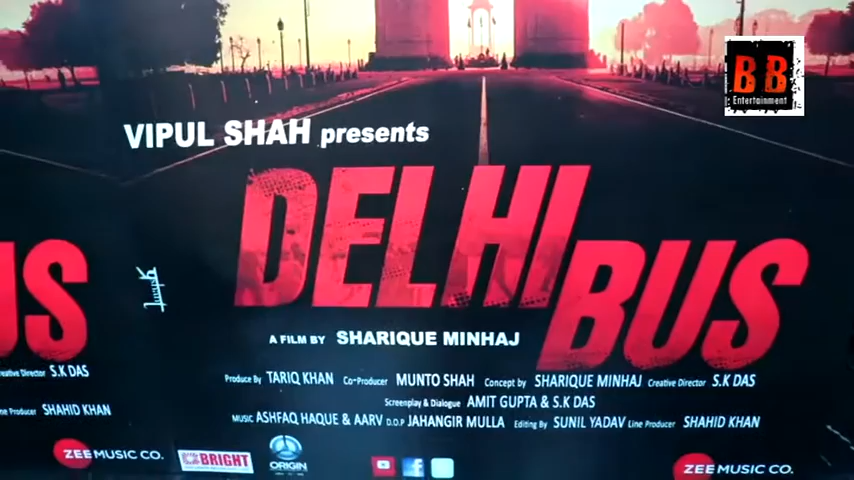 BB
Entertainment
VIPUL SHAH presents
DELHI
BUS
US
A FILM BY SHARIQUE MINHAJ
Creative Director S.K DAS
Line Producer SHAHID KHAN
Produce By TARIQ KHAN Co-Producer MUNTO SHAH Concept by SHARIQUE MINHAJ Creative Director S.K DAS
Screenplay & Dialogue AMIT GUPTA & S.K DAS
MUSIC ASHFAQ HAQUE & AARV D.O.P JAHANGIR MULLA Editing By SUNIL YADAV Line Producer SHAHID KHAN
ZEE MUSIC CO.
BRIGHT
ORIGIN
ZEE MUSIC CO.